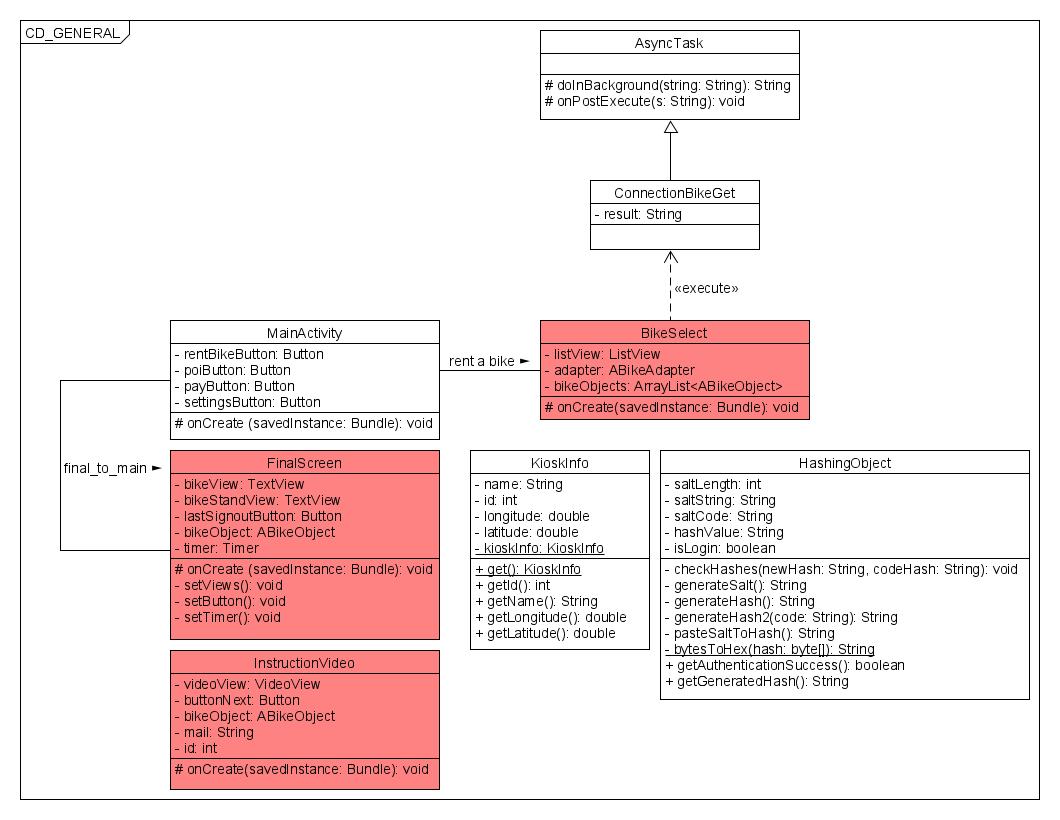 CD_GENERAL
AsyncTask
# doInBackground(string: String): String
# onPostExecute(s: String): void
ConnectionBikeGet
- result: String
«execute»
MainActivity
- rentBikeButton: Button
- poiButton: Button
- payButton: Button
- settingsButton: Button
# onCreate (savedInstance: Bundle): void
rent a bike ►
BikeSelect
- listView: ListView
- adapter: ABikeAdapter
- bikeObjects: ArrayList<ABikeObject>
# onCreate(savedInstance: Bundle): void
final_to_main ►
FinalScreen
- bikeView: TextView
- bikeStandView: TextView
- lastSignoutButton: Button
- bikeObject: ABikeObject
- timer: Timer
# onCreate (savedInstance: Bundle): void
- setViews(): void
- setButton(): void
- setTimer(): void
KioskInfo
- name: String
- id: int
- longitude: double
- latitude: double
- kioskInfo: KioskInfo
+ get(): KioskInfo
+ getId(): int
+ getName(): String
+ getLongitude(): double
+ getLatitude(): double
HashingObject
- saltLength: int
- saltString: String
- saltCode: String
- hashValue: String
- isLogin: boolean
- checkHashes(newHash: String, codeHash: String): void
- generateSalt(): String
- generateHash(): String
- generateHash2(code: String): String
- pasteSaltToHash(): String
- bytesToHex(hash: byte[]): String
+ getAuthenticationSuccess(): boolean
+ getGeneratedHash(): String
InstructionVideo
- videoView: VideoView
- buttonNext: Button
- bikeObject: ABikeObject
- mail: String
- id: int
# onCreate(savedInstance: Bundle): void